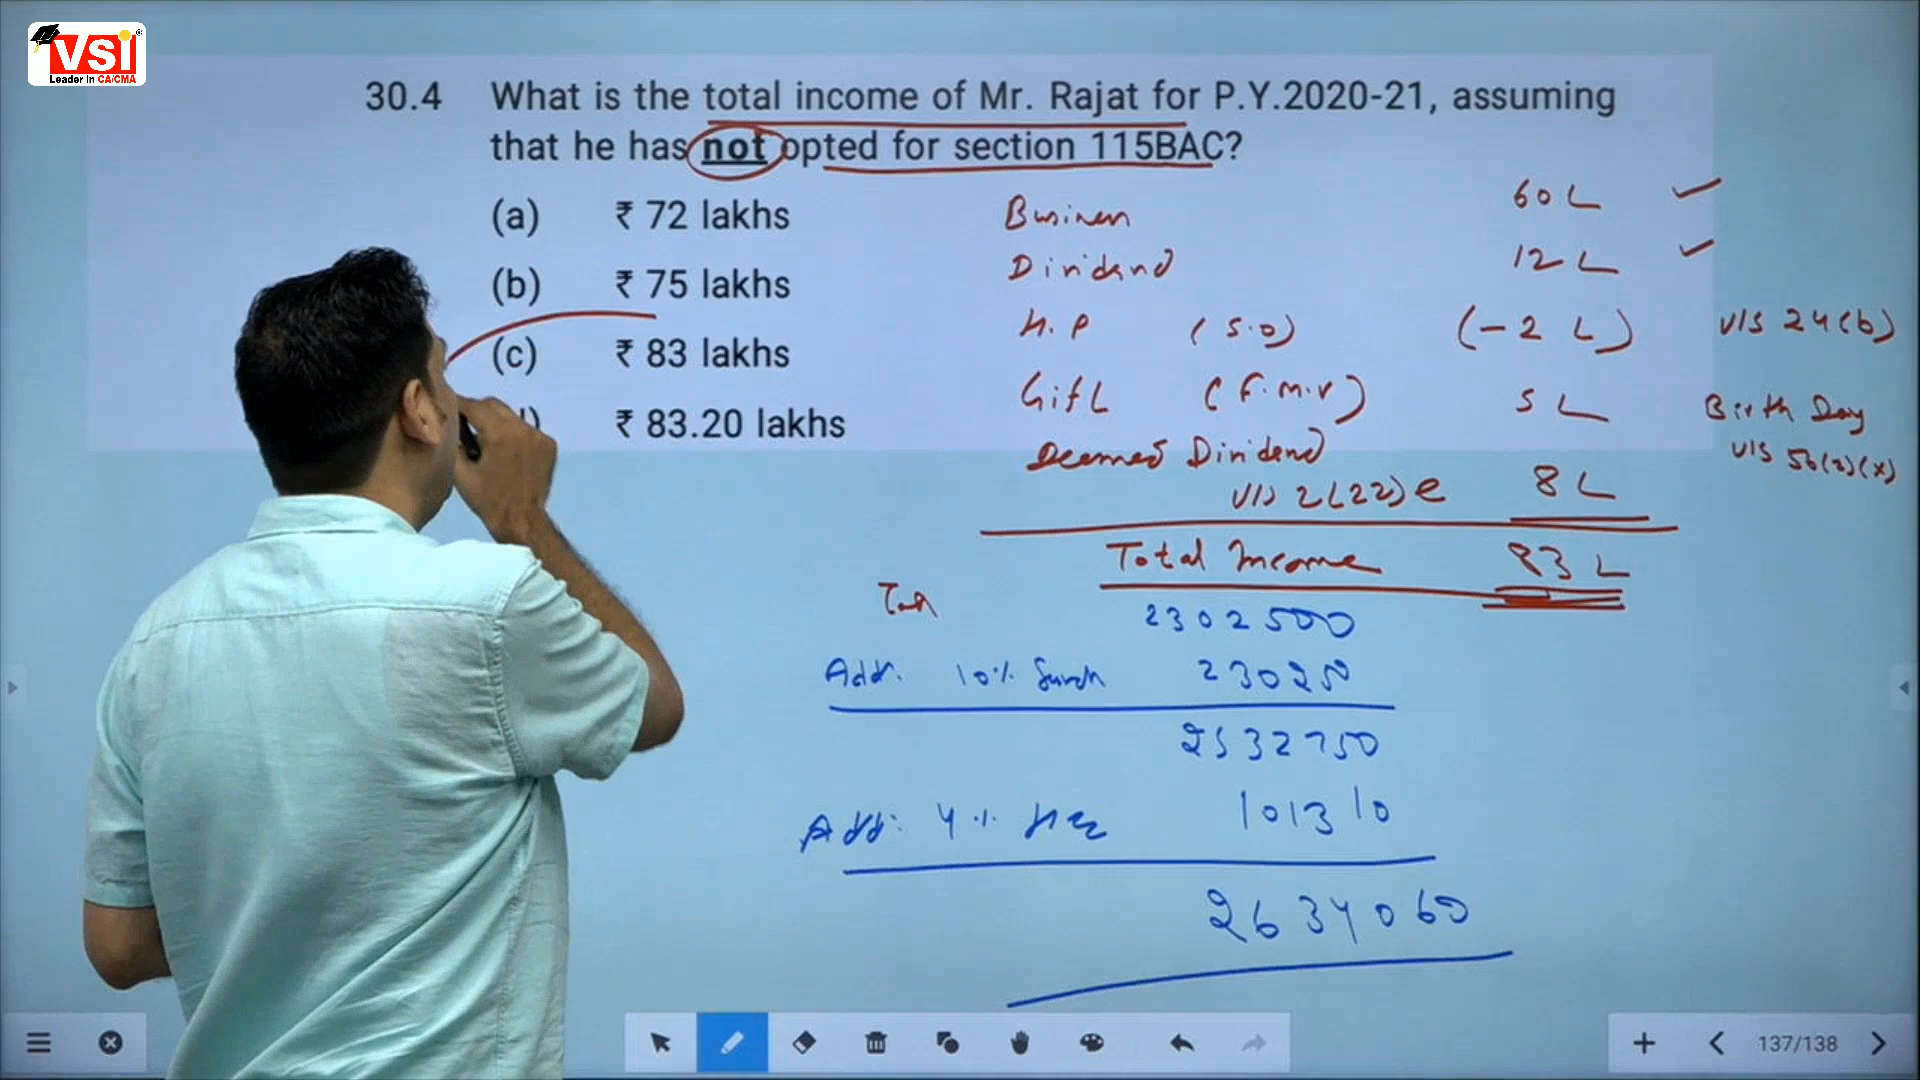 VSI
Leader in CA/CMA
30.4 What is the total income of Mr. Rajat for P.Y.2020-21, assuming
that he has not opted for section 115BAC?
(a) ₹ 72 lakhs
(b) ₹ 75 lakhs
(c) ₹ 83 lakhs
₹ 83.20 lakhs
Business 60 L
Dividend 12 L
H.P (S.O) (-2 L) U/S 24(b)
Gift (F.M.V) 5 L Birth Day
U/S 56(2)(x)
Deemed Dividend
U/S 2(22)e 8 L
Total Income 83 L
Tax 2302500
Add. 10% Surch 230250
2532750
Add: 4% HEC 101310
2634060
137/138